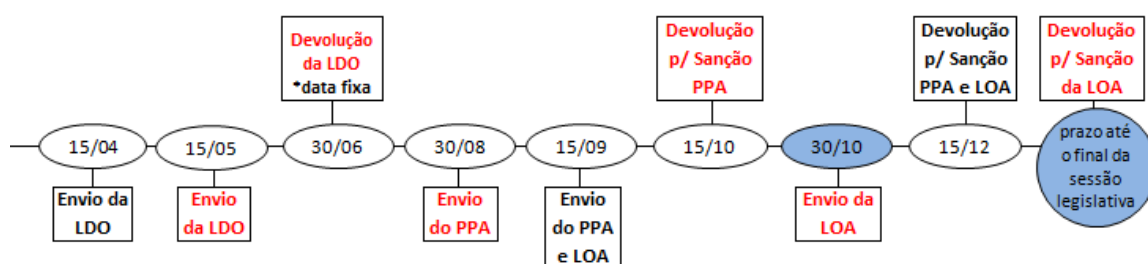 Devolução
da LDO
*data fixa
Devolução
p/ Sanção
PPA
Devolução
p/ Sanção
PPA e LOA
Devolução
p/ Sanção
da LOA
15/04
15/05
30/06
30/08
15/09
15/10
30/10
15/12
prazo até
o final da
sessão
legislativa
Envio da
LDO
Envio
da LDO
Envio
do PPA
Envio
do PPA
e LOA
Envio da
LOA